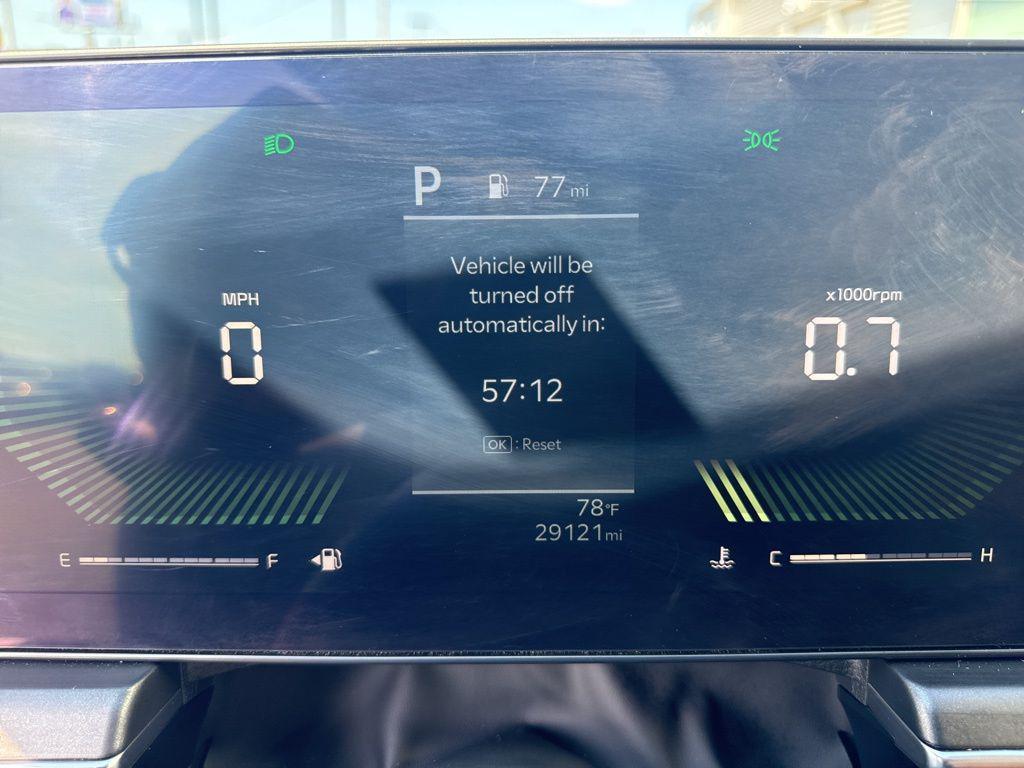 P 77 mi
Vehicle will be
turned off
automatically in:
MPH
x1000rpm
0
0.7
57:12
OK : Reset
78°F
29121 mi
E F
C H